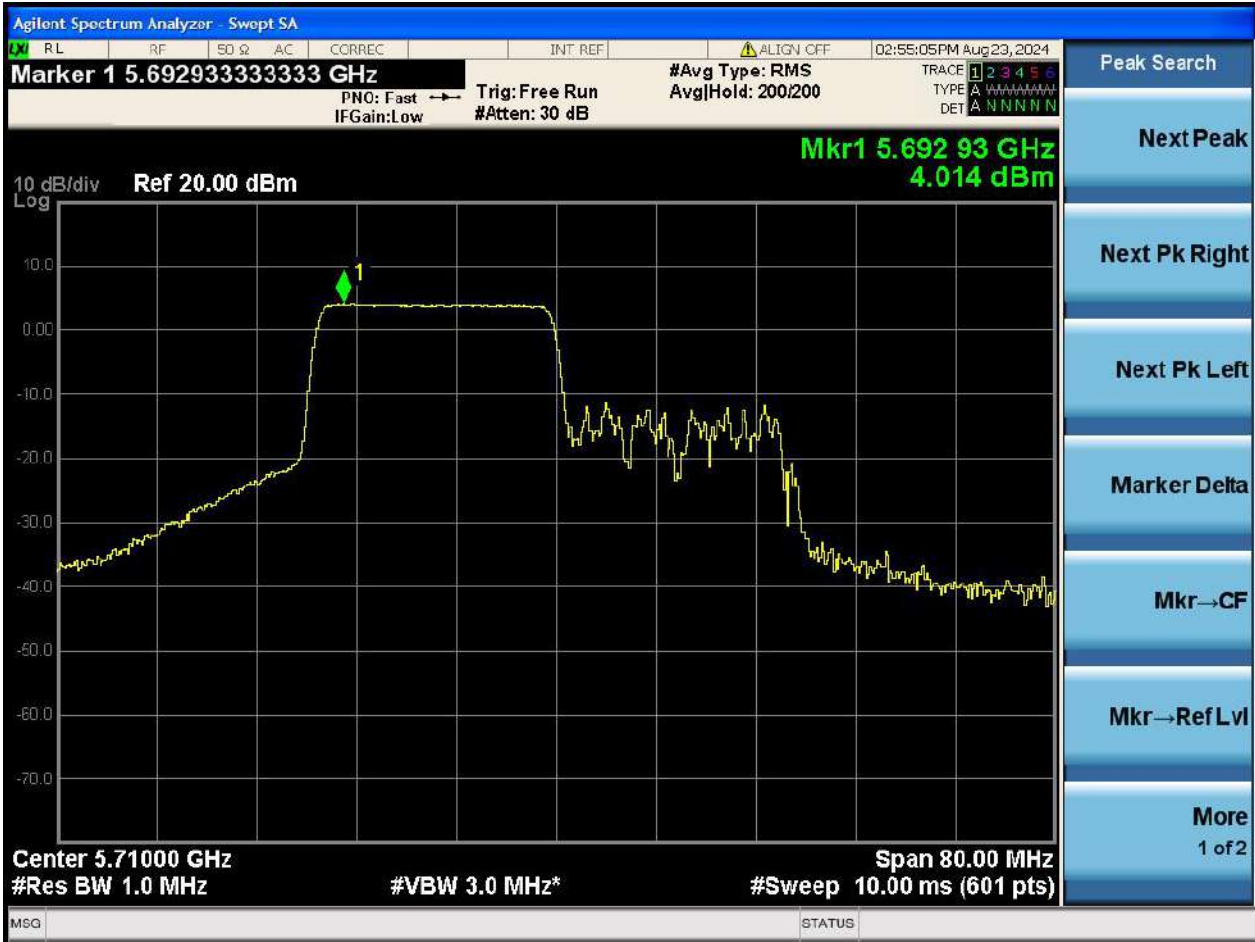 Agilent Spectrum Analyzer - Swept SA
LXI RL RF 50 Ω AC CORREC INT REF ALIGN OFF 02:55:05PM Aug 23, 2024
Marker 1 5.692933333333 GHz
PNO: Fast
IFGain:Low
Trig: Free Run
#Atten: 30 dB
#Avg Type: RMS
Avg|Hold: 200/200
TRACE 1 2 3 4 5 6
TYPE A WWWWWW
DET A N N N N N
Mkr1 5.692 93 GHz
4.014 dBm
10 dB/div Ref 20.00 dBm
Log
10.0
0.00
-10.0
-20.0
-30.0
-40.0
-50.0
-60.0
-70.0
1
Center 5.71000 GHz Span 80.00 MHz
#Res BW 1.0 MHz #VBW 3.0 MHz* #Sweep 10.00 ms (601 pts)
MSG STATUS
Peak Search
Next Peak
Next Pk Right
Next Pk Left
Marker Delta
Mkr→CF
Mkr→Ref Lvl
More
1 of 2